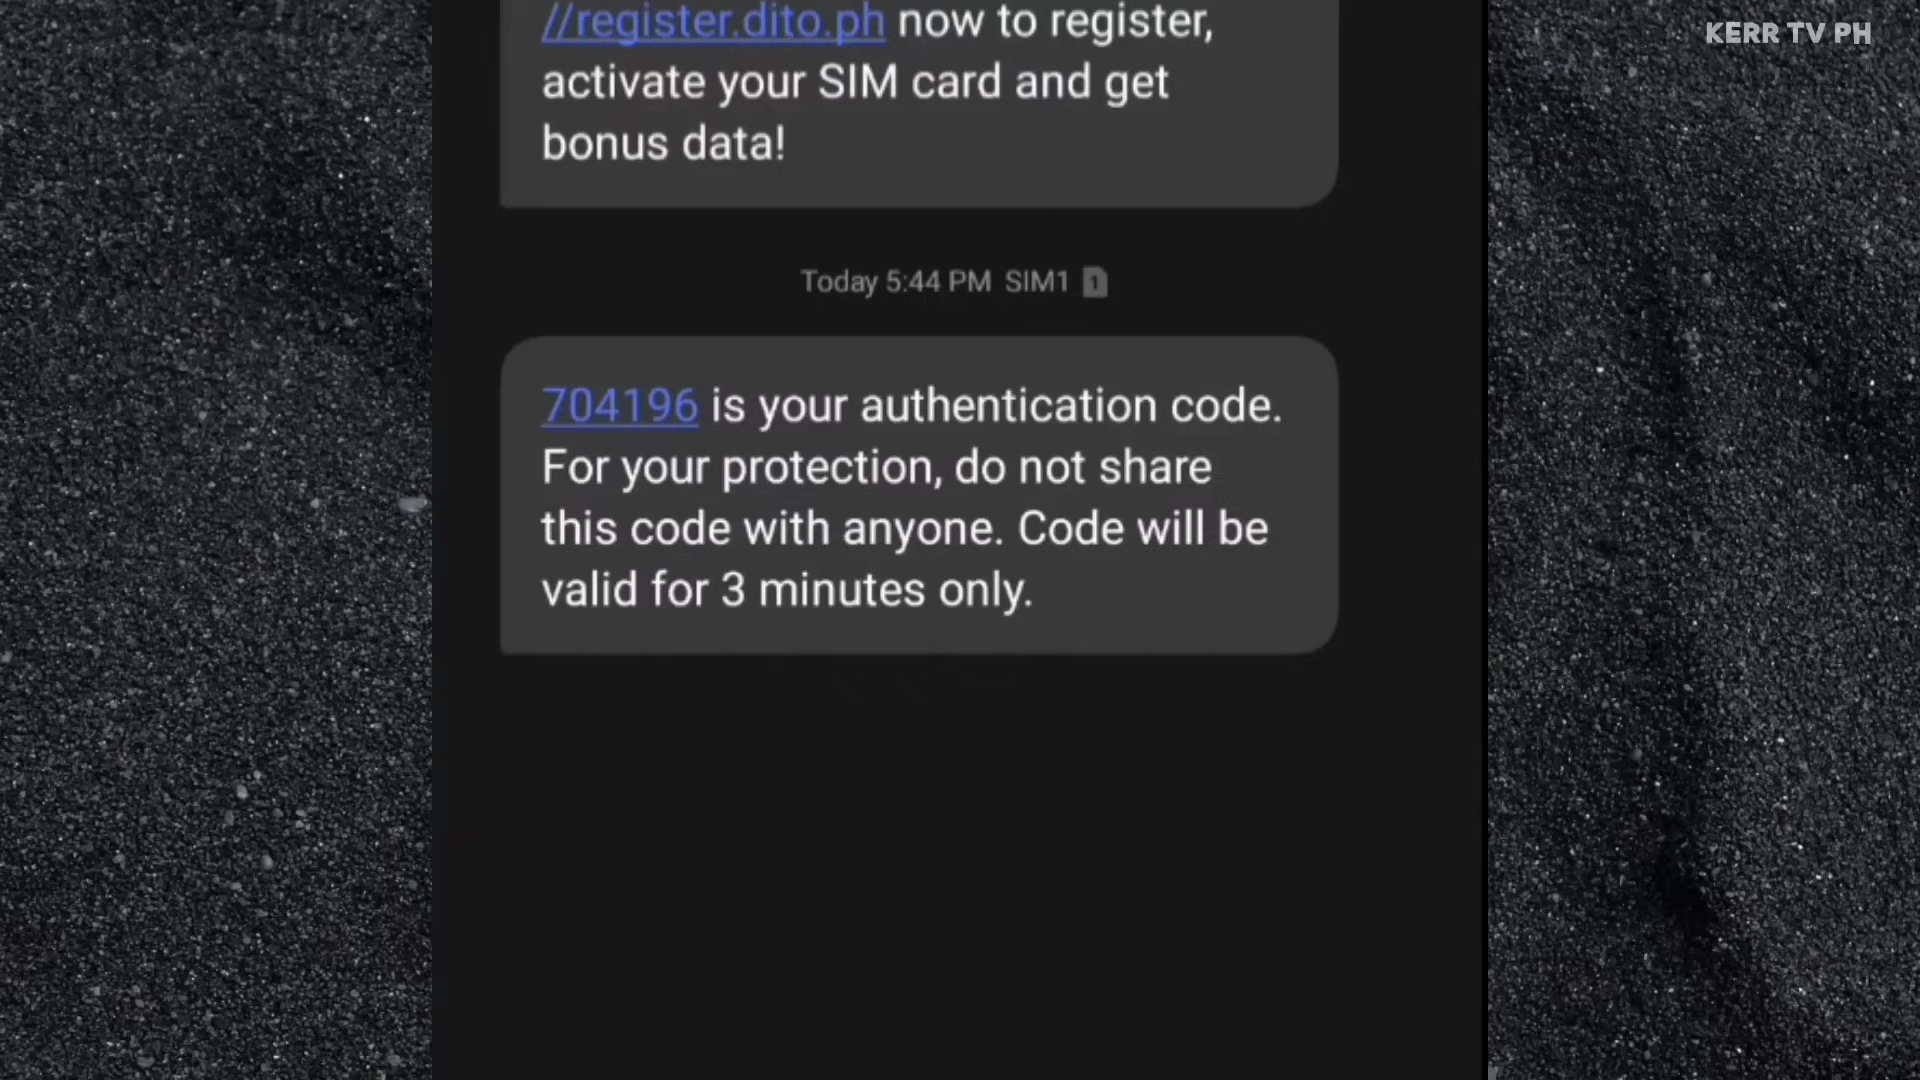 KERR TV PH
//register.dito.ph now to register,
activate your SIM card and get
bonus data!
Today 5:44 PM SIM1 1
704196 is your authentication code.
For your protection, do not share
this code with anyone. Code will be
valid for 3 minutes only.